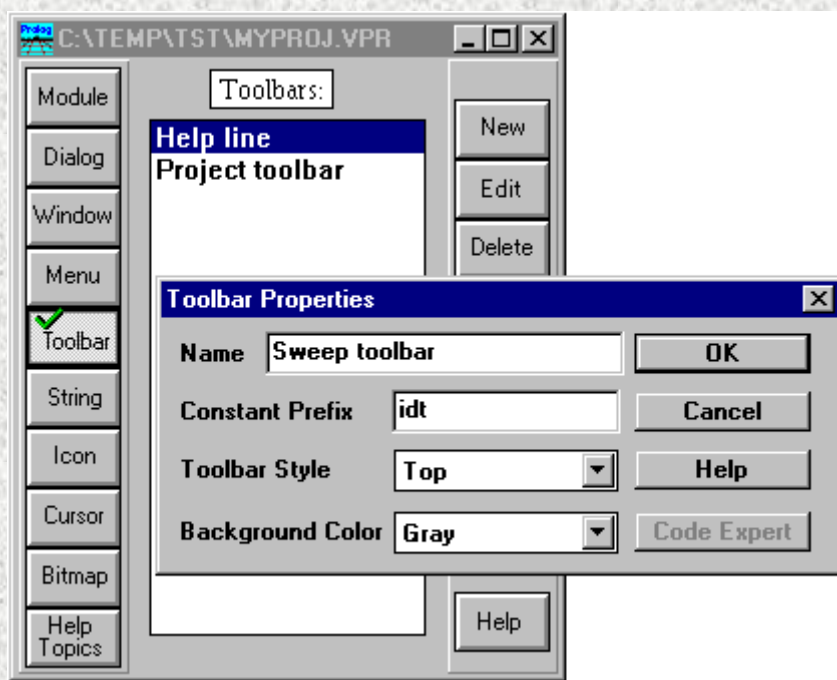 Prolog
C:\TEMP\TST\MYPROJ.VPR
Module
Dialog
Window
Menu
Toolbar
String
Icon
Cursor
Bitmap
Help
Topics
Toolbars:
Help line
Project toolbar
New
Edit
Delete
Help
Toolbar Properties
Name Sweep toolbar OK
Constant Prefix idt Cancel
Toolbar Style Top Help
Background Color Gray Code Expert